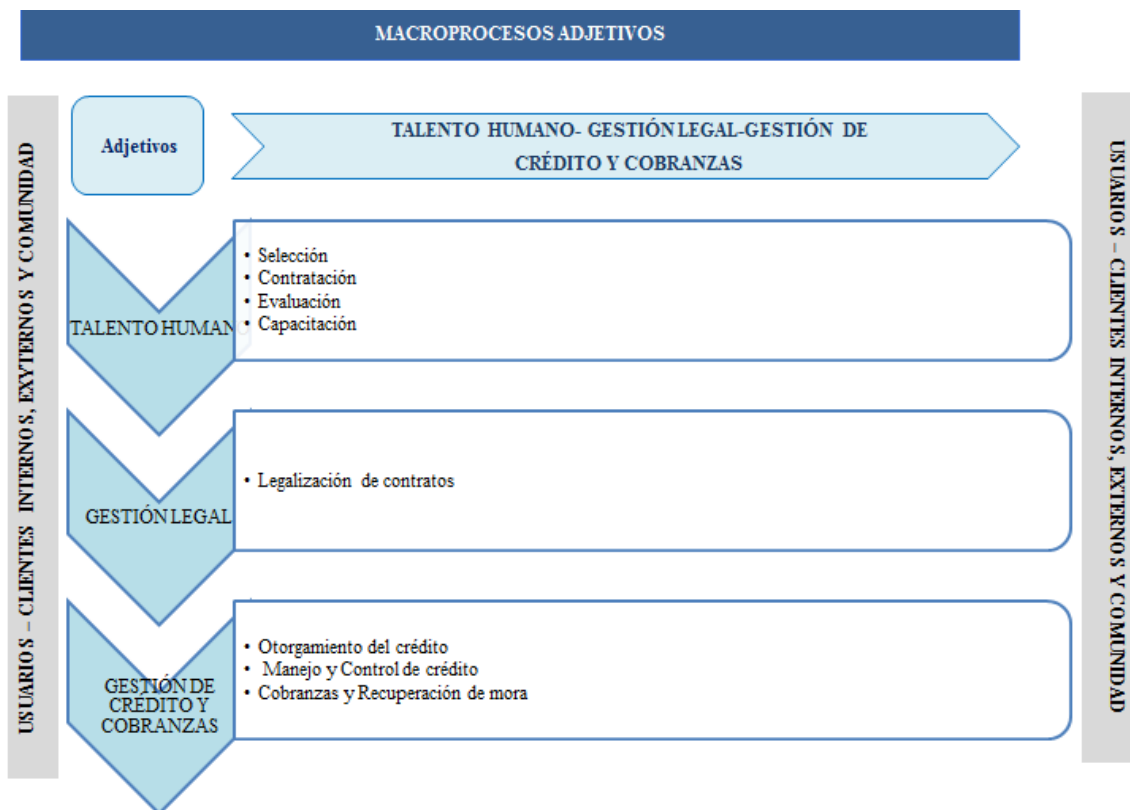 MACROPROCESOS ADJETIVOS
USUARIOS – CLIENTES INTERNOS, EXYTERNOS Y COMUNIDAD
Adjetivos
TALENTO HUMANO- GESTIÓN LEGAL-GESTIÓN DE
CRÉDITO Y COBRANZAS
TALENTO HUMANO
• Selección
• Contratación
• Evaluación
• Capacitación
GESTIÓN LEGAL
• Legalización de contratos
GESTIÓN DE
CRÉDITO Y
COBRANZAS
• Otorgamiento del crédito
• Manejo y Control de crédito
• Cobranzas y Recuperación de mora
USUARIOS – CLIENTES INTERNOS, EXTERNOS Y COMUNIDAD